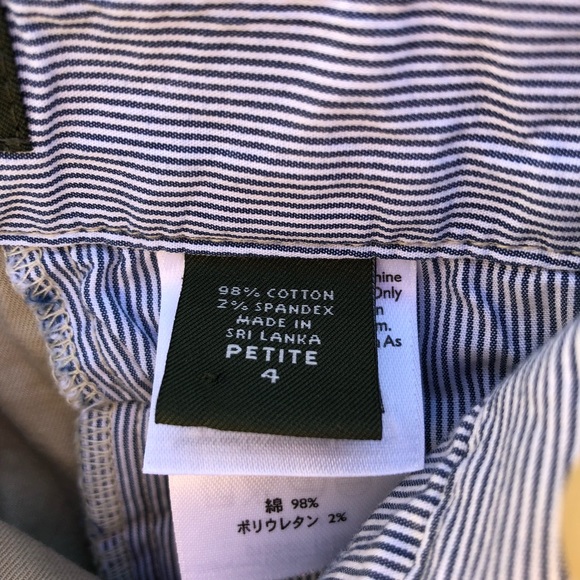 98% COTTON
2% SPANDEX
MADE IN
SRI LANKA
PETITE
4
Only
As
綿 98%
ポリウレタン 2%